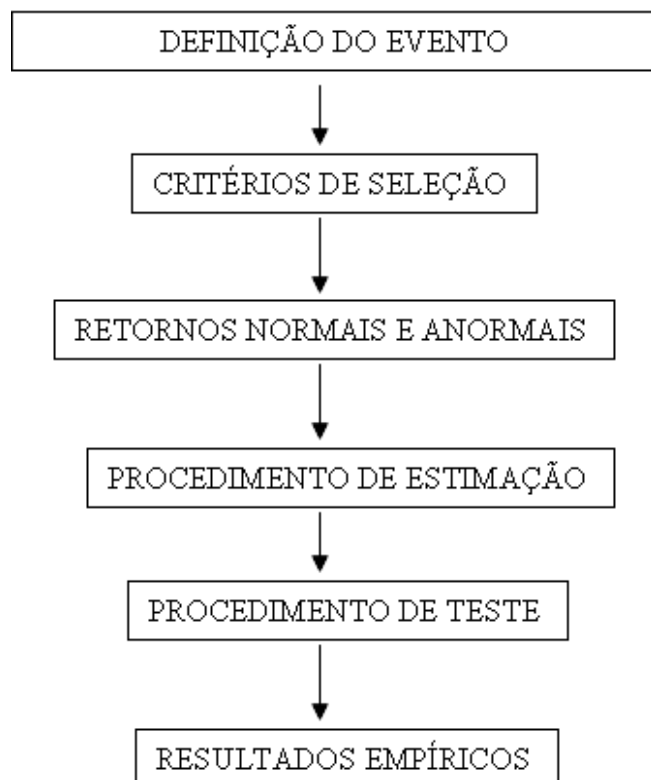 DEFINIÇÃO DO EVENTO
CRITÉRIOS DE SELEÇÃO
RETORNOS NORMAIS E ANORMAIS
PROCEDIMENTO DE ESTIMAÇÃO
PROCEDIMENTO DE TESTE
RESULTADOS EMPÍRICOS